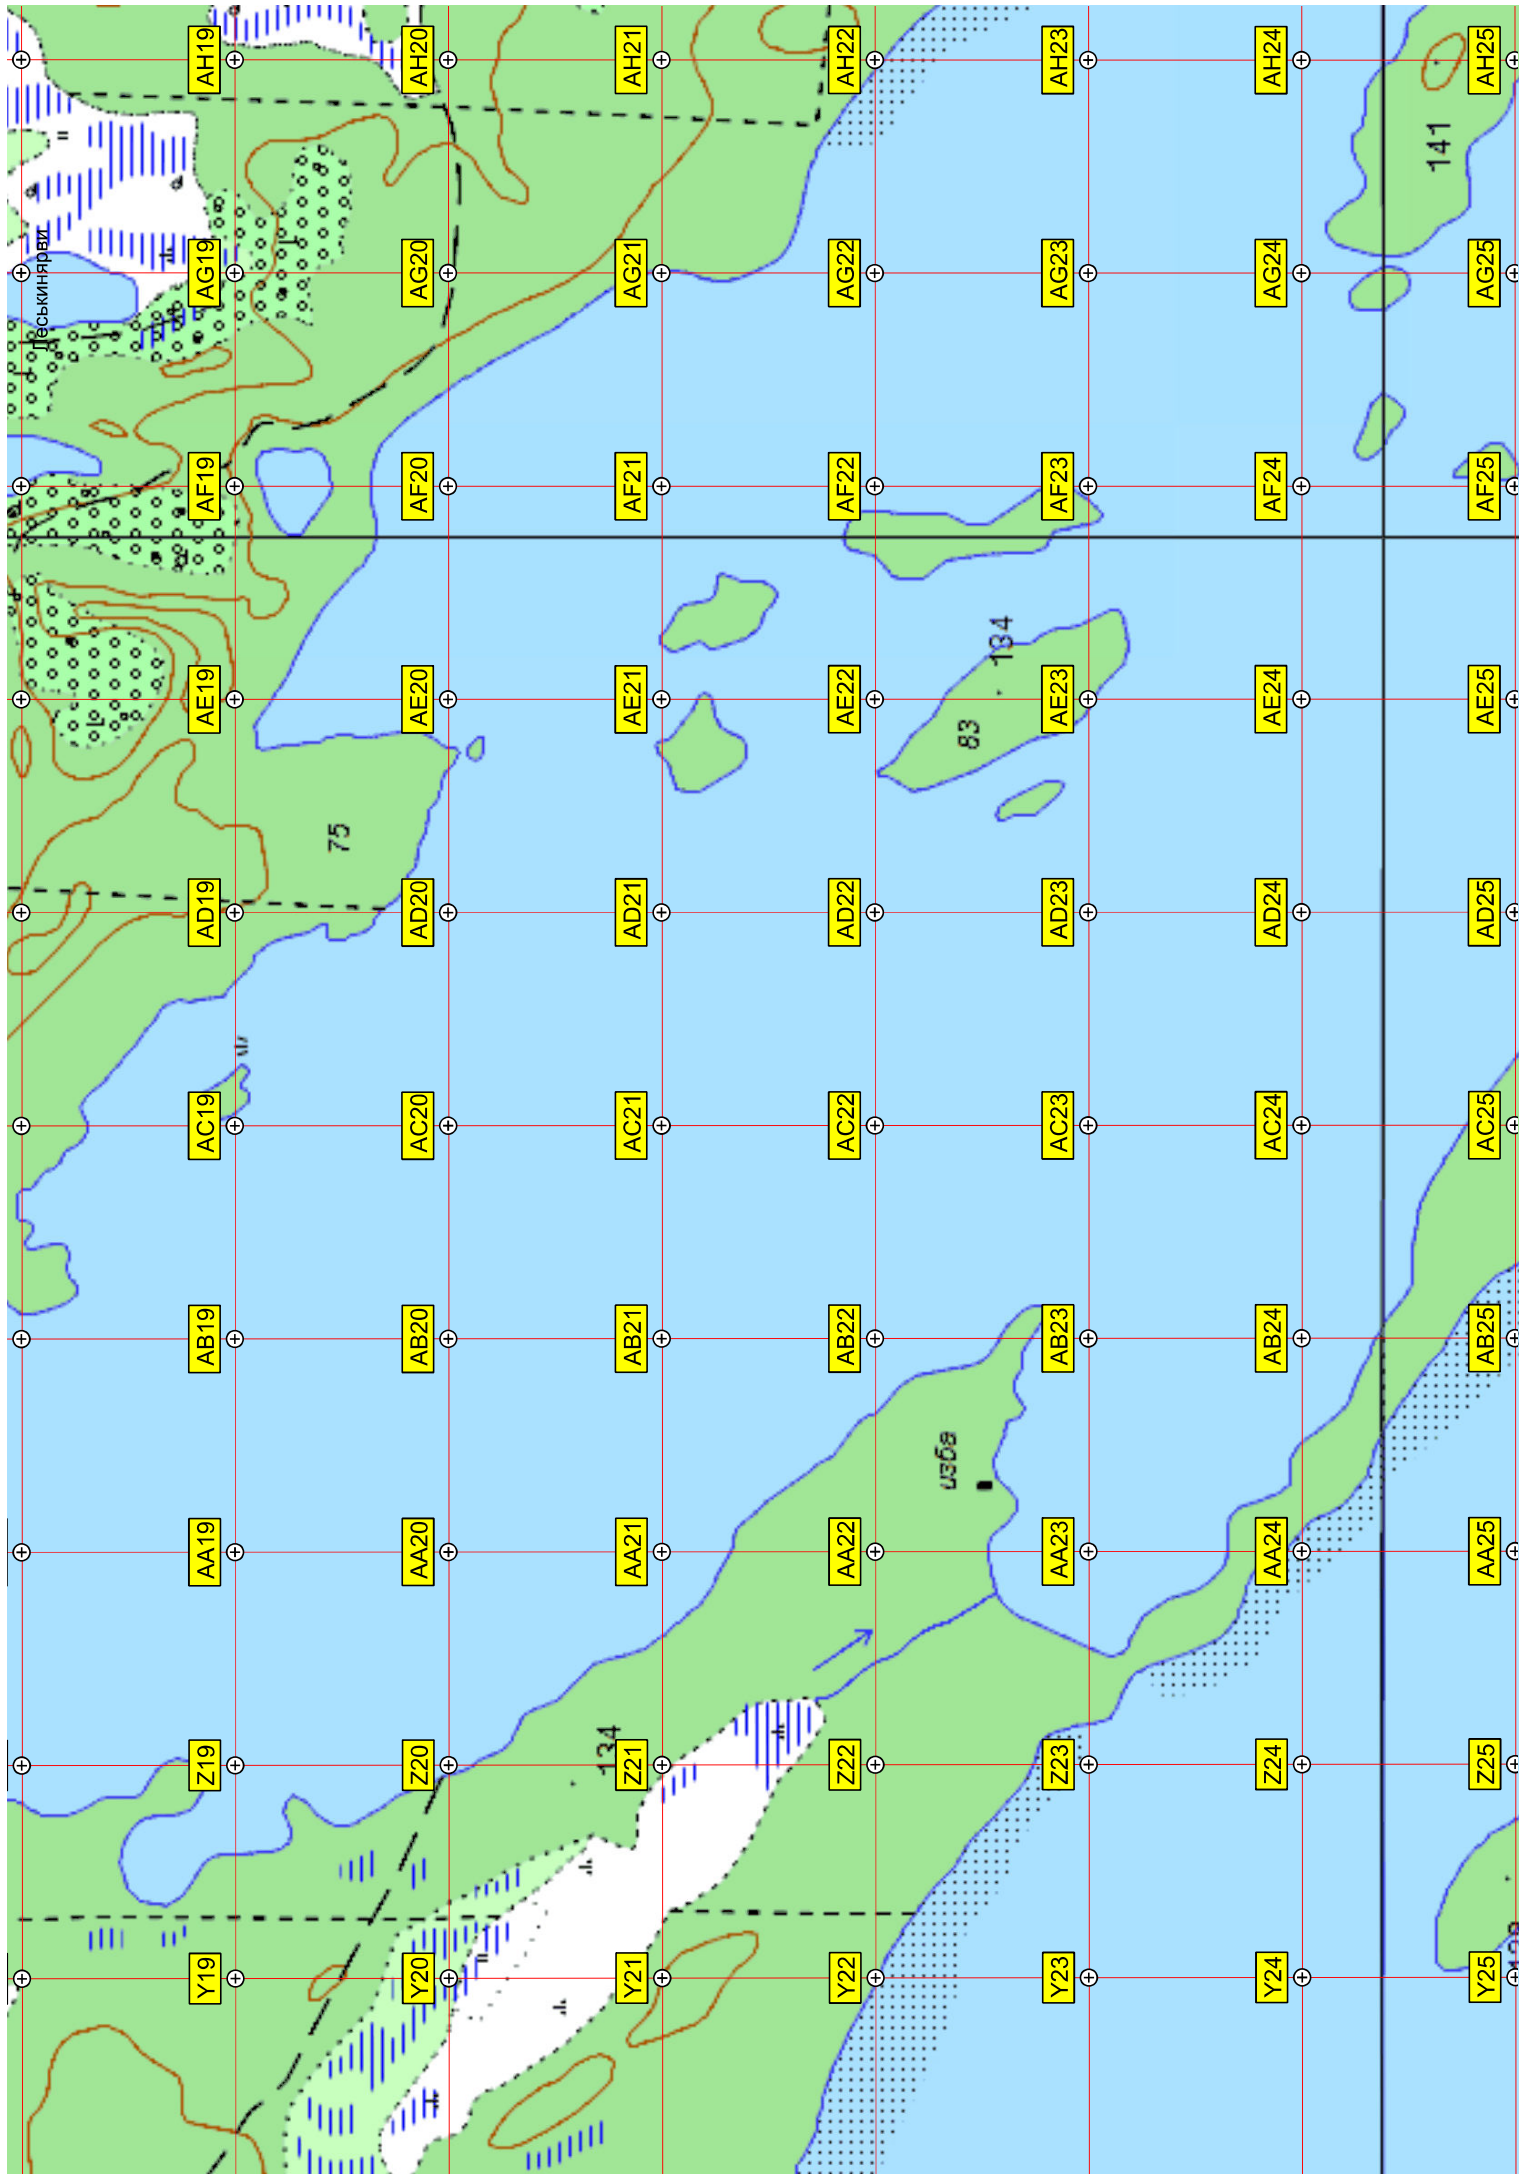 AH19 AH20 AH21 AH22 AH23 AH24 AH25
141
Леськинярви
AG19 AG20 AG21 AG22 AG23 AG24 AG25
AF19 AF20 AF21 AF22 AF23 AF24 AF25
134
AE19 AE20 AE21 AE22 AE23 AE24 AE25
83
75
AD19 AD20 AD21 AD22 AD23 AD24 AD25
AC19 AC20 AC21 AC22 AC23 AC24 AC25
AB19 AB20 AB21 AB22 AB23 AB24 AB25
AA19 AA20 AA21 AA22 AA23 AA24 AA25
134
Z19 Z20 Z21 Z22 Z23 Z24 Z25
Y19 Y20 Y21 Y22 Y23 Y24 Y25